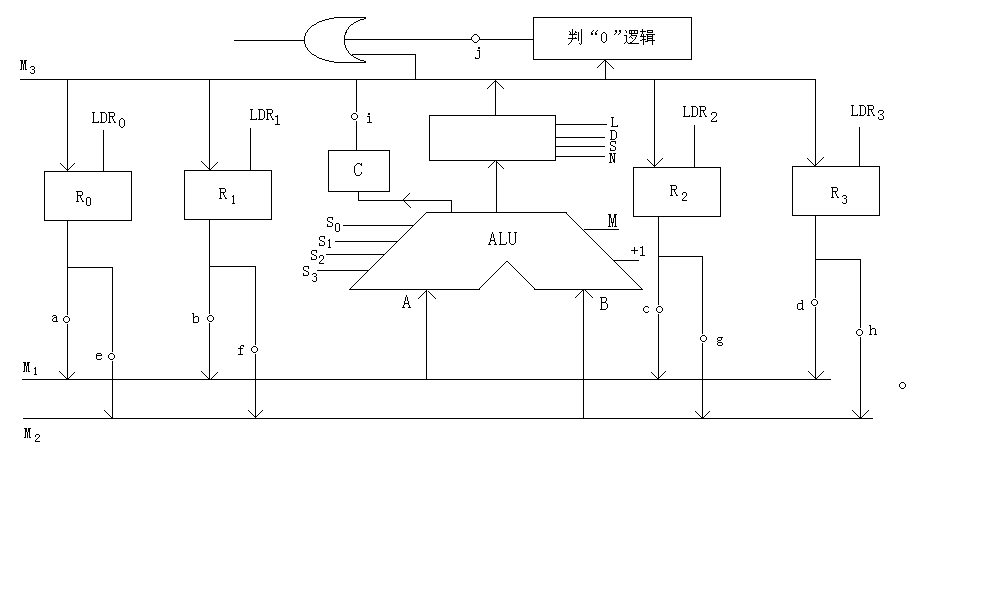 判“0”逻辑
j
M3
LDR0
LDR1
i
L
D
S
N
LDR2
LDR3
R0
R1
C
R2
R3
S0
S1
S2
S3
ALU
M
+1
A
B
a
b
c
d
e
f
g
h
M1
M2